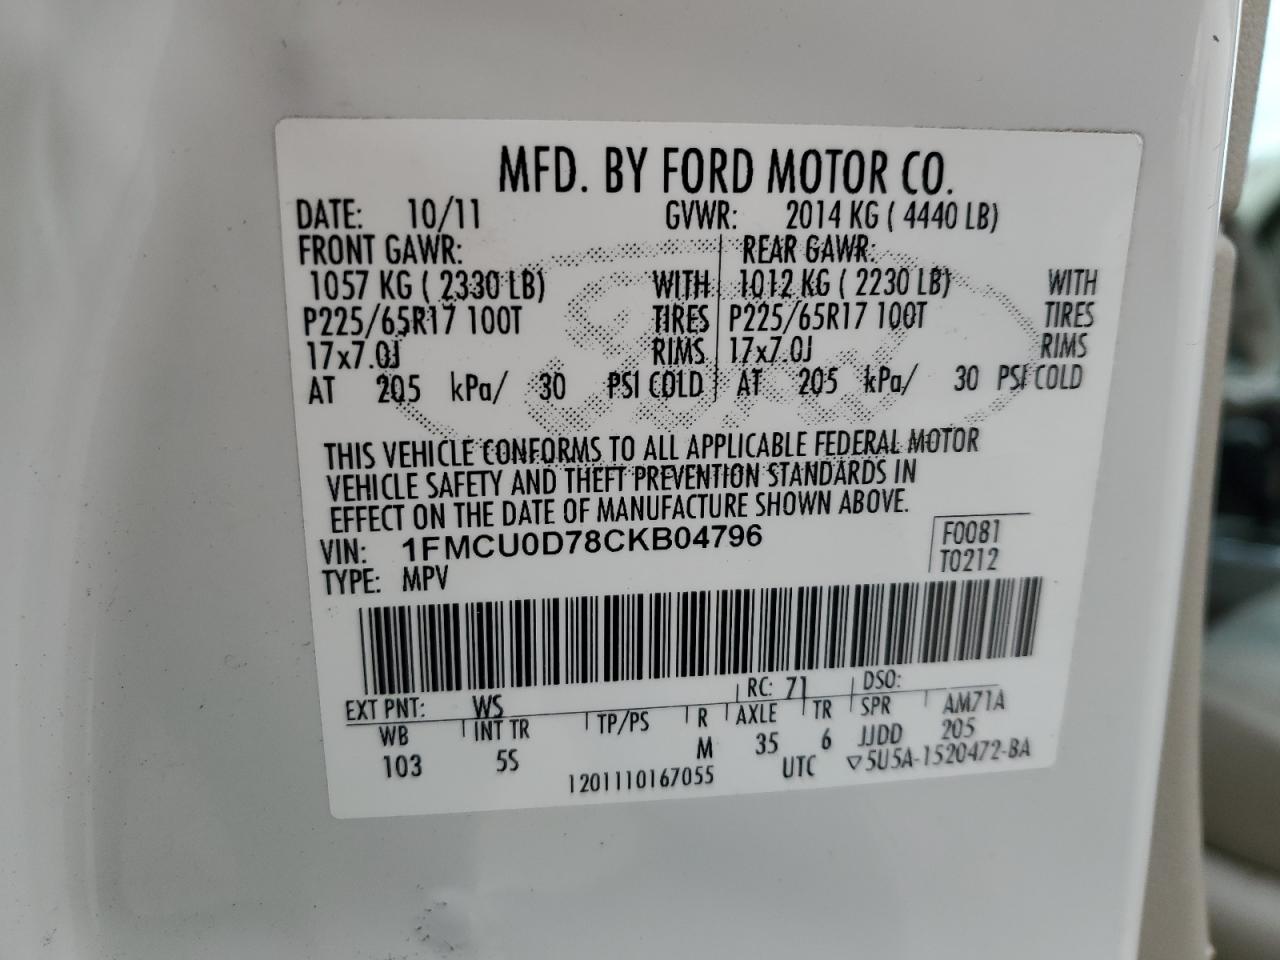 MFD. BY FORD MOTOR CO.
DATE: 10/11 GVWR: 2014 KG ( 4440 LB)
FRONT GAWR: REAR GAWR:
1057 KG ( 2330 LB) WITH 1012 KG ( 2230 LB) WITH
P225/65R17 100T TIRES P225/65R17 100T TIRES
17x7.0J RIMS 17x7.0J RIMS
AT 205 kPa/ 30 PSI COLD AT 205 kPa/ 30 PSI COLD
THIS VEHICLE CONFORMS TO ALL APPLICABLE FEDERAL MOTOR
VEHICLE SAFETY AND THEFT PREVENTION STANDARDS IN
EFFECT ON THE DATE OF MANUFACTURE SHOWN ABOVE.
VIN: 1FMCU0D78CKB04796 F0081
TYPE: MPV T0212
EXT PNT: WS RC: 71 DSO:
WB INT TR TP/PS R AXLE TR SPR AM71A
103 5S M 35 6 JJDD 205
1201110167055 UTC ▽5U5A-1520472-BA